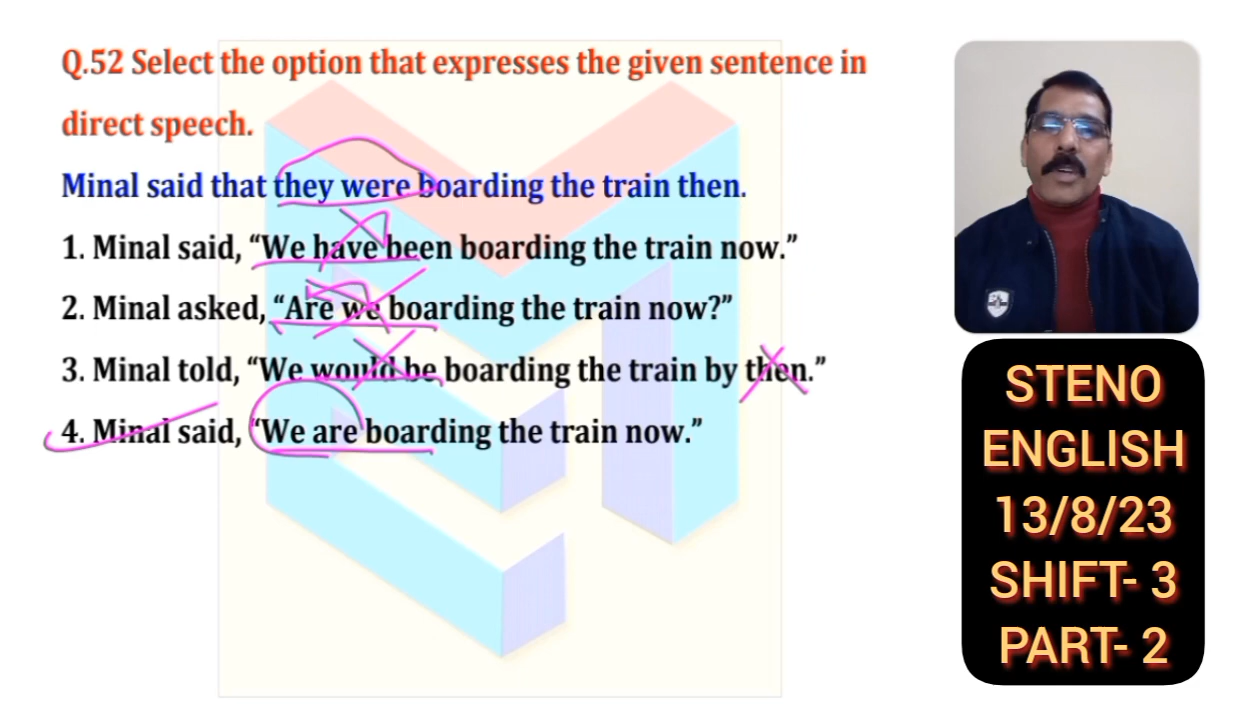 Q.52 Select the option that expresses the given sentence in
direct speech.
Minal said that they were boarding the train then.
1. Minal said, “We have been boarding the train now.”
2. Minal asked, “Are we boarding the train now?”
3. Minal told, “We would be boarding the train by then.”
4. Minal said, “We are boarding the train now.”
STENO
ENGLISH
13/8/23
SHIFT- 3
PART- 2